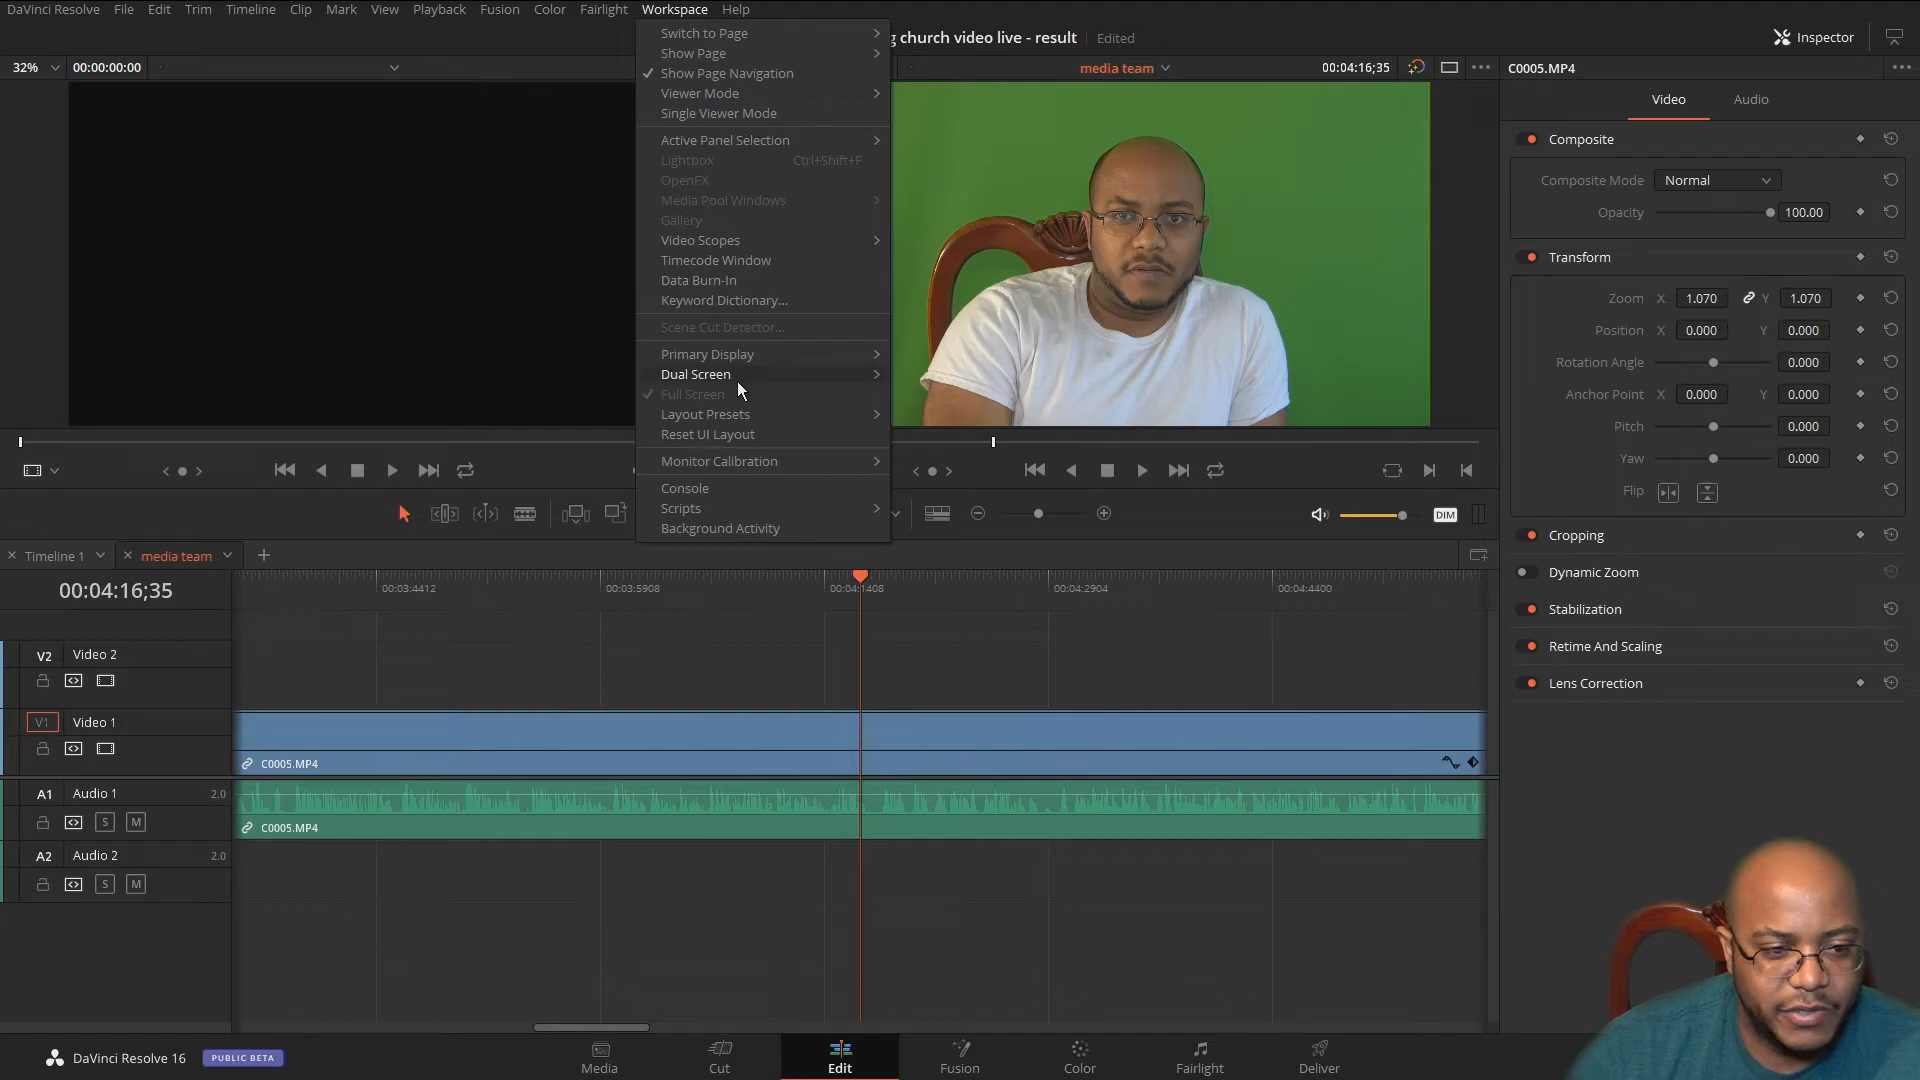 DaVinci Resolve File Edit Trim Timeline Clip Mark View Playback Fusion Color Fairlight Workspace Help
g church video live - result Edited
Inspector
32% 00:00:00:00
media team 00:04:16;35
C0005.MP4
Switch to Page
Show Page
Show Page Navigation
Viewer Mode
Single Viewer Mode
Active Panel Selection
Lightbox Ctrl+Shift+F
OpenFX
Media Pool Windows
Gallery
Video Scopes
Timecode Window
Data Burn-In
Keyword Dictionary...
Scene Cut Detector...
Primary Display
Dual Screen
Full Screen
Layout Presets
Reset UI Layout
Monitor Calibration
Console
Scripts
Background Activity
Video Audio
Composite
Composite Mode Normal
Opacity 100.00
Transform
Zoom X 1.070 Y 1.070
Position X 0.000 Y 0.000
Rotation Angle 0.000
Anchor Point X 0.000 Y 0.000
Pitch 0.000
Yaw 0.000
Flip
Cropping
Dynamic Zoom
Stabilization
Retime And Scaling
Lens Correction
DIM
Timeline 1 media team
00:04:16;35
00:03:4412 00:03:5908 00:04:1408 00:04:2904 00:04:4400
V2 Video 2
V1 Video 1
C0005.MP4
A1 Audio 1 2.0
S M
C0005.MP4
A2 Audio 2 2.0
S M
DaVinci Resolve 16 PUBLIC BETA
Media Cut Edit Fusion Color Fairlight Deliver